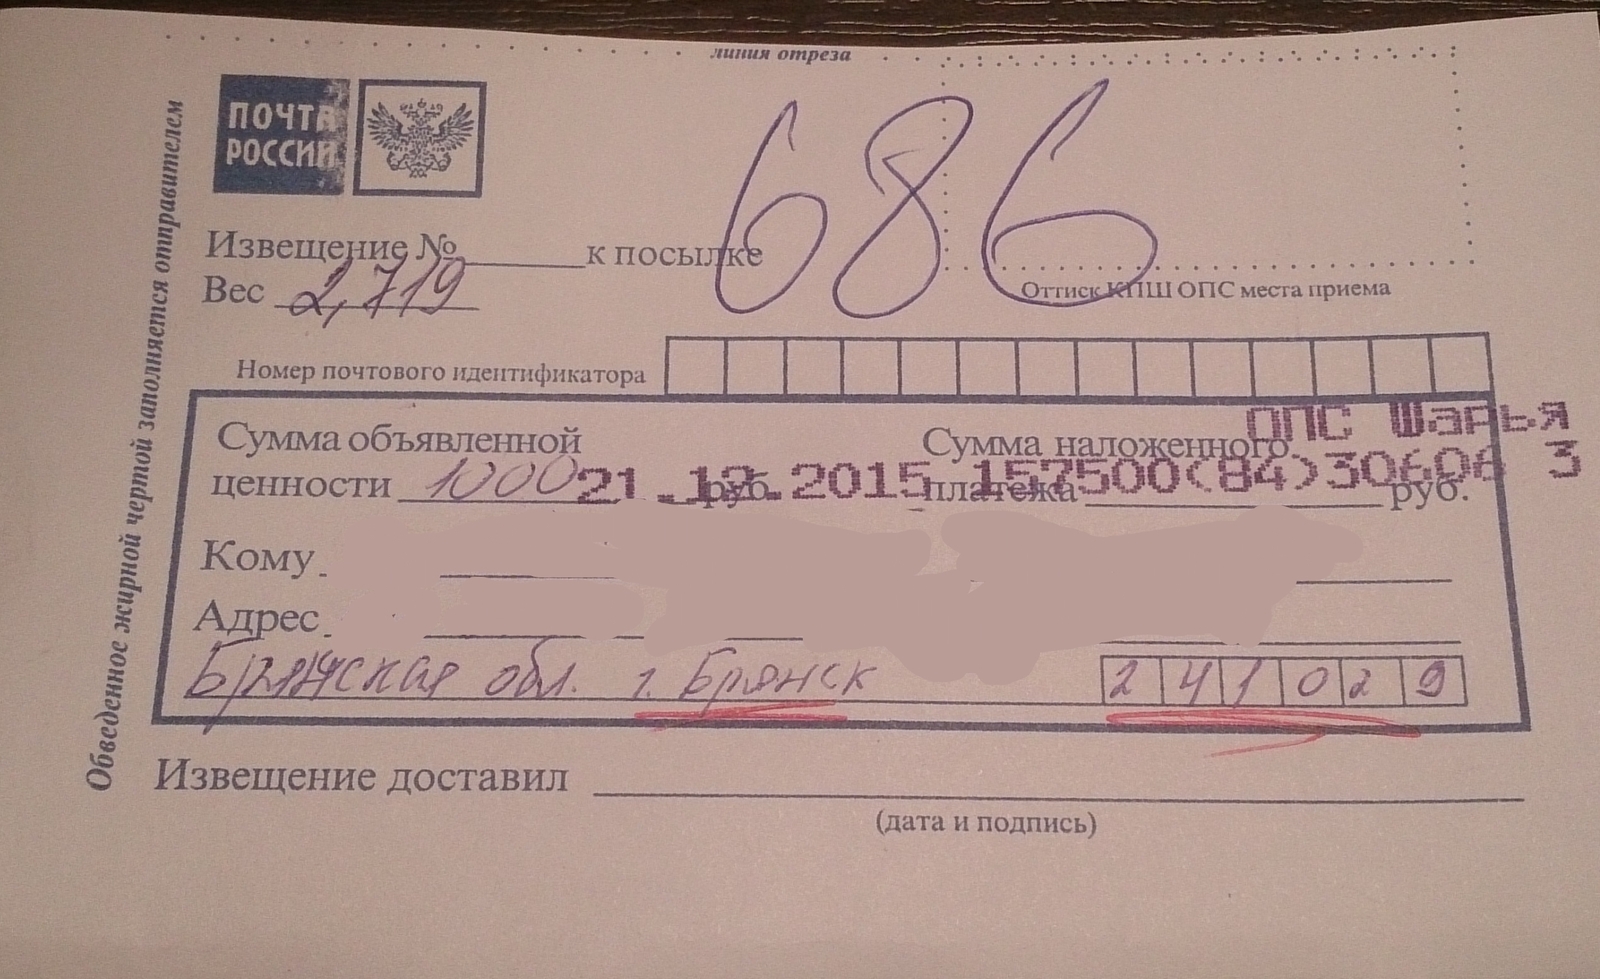 линия отреза
ПОЧТА
РОССИИ
686
Извещение № к посылке
Вес 2,719
Оттиск КПШ ОПС места приема
Номер почтового идентификатора
ОПС Шарья
Сумма объявленной Сумма наложенного
ценности 1000 руб. платежа руб.
21.12.2015 157500(84)30606 3
Кому
Адрес
Брянская обл. г. Брянск 241029
Извещение доставил
(дата и подпись)
Обведенное жирной чертой заполняется отправителем